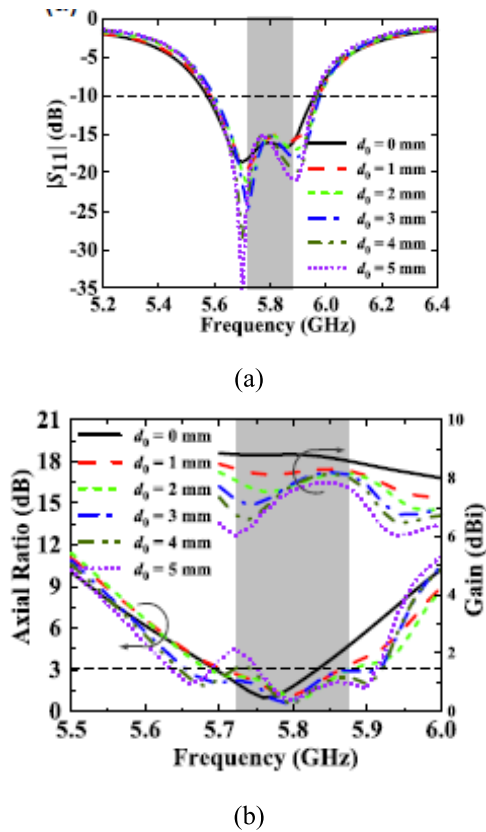 0
-5
-10
-15
-20
-25
-30
-35
|S₁₁| (dB)
d₀ = 0 mm
d₀ = 1 mm
d₀ = 2 mm
d₀ = 3 mm
d₀ = 4 mm
d₀ = 5 mm
5.2 5.4 5.6 5.8 6.0 6.2 6.4
Frequency (GHz)
(a)
21
18
15
12
9
6
3
0
Axial Ratio (dB)
d₀ = 0 mm
d₀ = 1 mm
d₀ = 2 mm
d₀ = 3 mm
d₀ = 4 mm
d₀ = 5 mm
10
8
6
4
2
0
Gain (dBi)
5.5 5.6 5.7 5.8 5.9 6.0
Frequency (GHz)
(b)